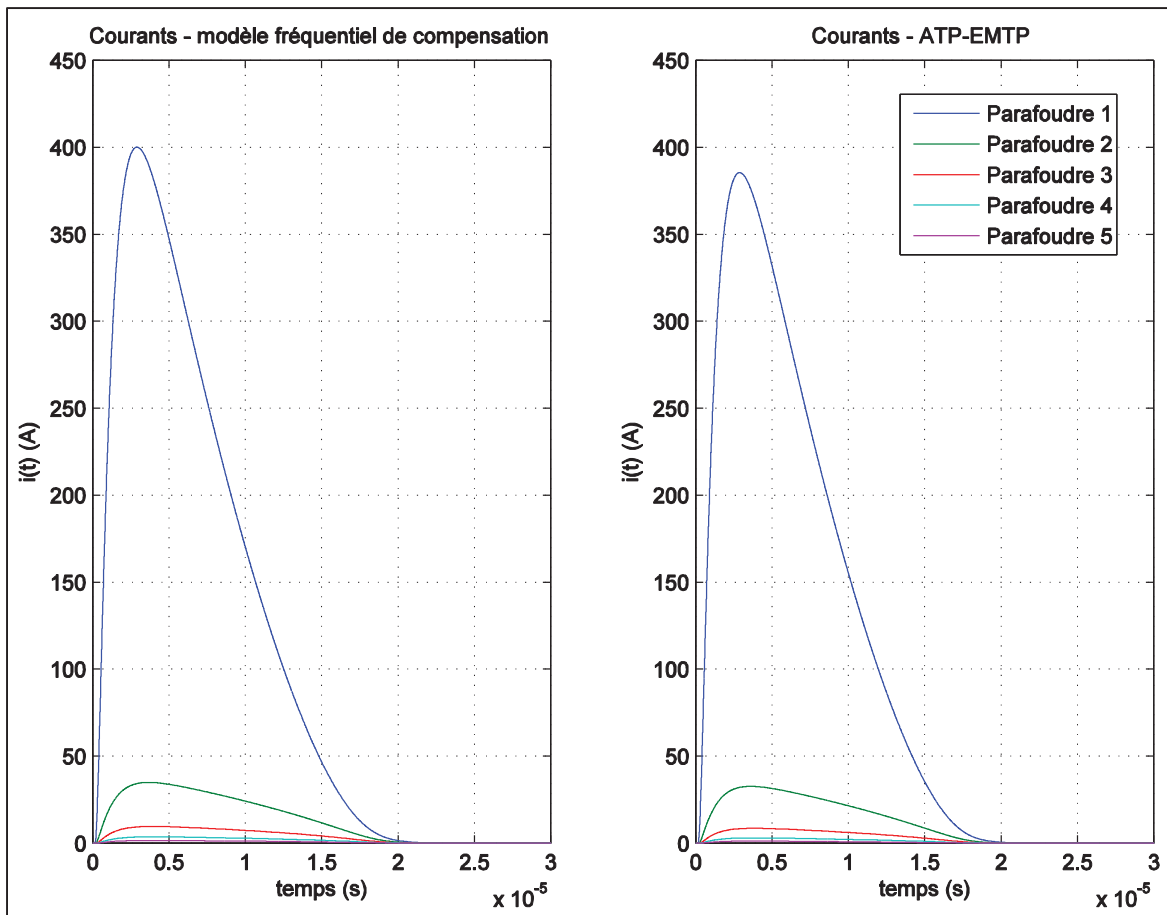 Courants - modèle fréquentiel de compensation
450
400
350
300
250
200
150
100
50
0
i(t) (A)
0 0.5 1 1.5 2 2.5 3
temps (s)
x 10^-5
Courants - ATP-EMTP
450
400
350
300
250
200
150
100
50
0
i(t) (A)
Parafoudre 1
Parafoudre 2
Parafoudre 3
Parafoudre 4
Parafoudre 5
0 0.5 1 1.5 2 2.5 3
temps (s)
x 10^-5